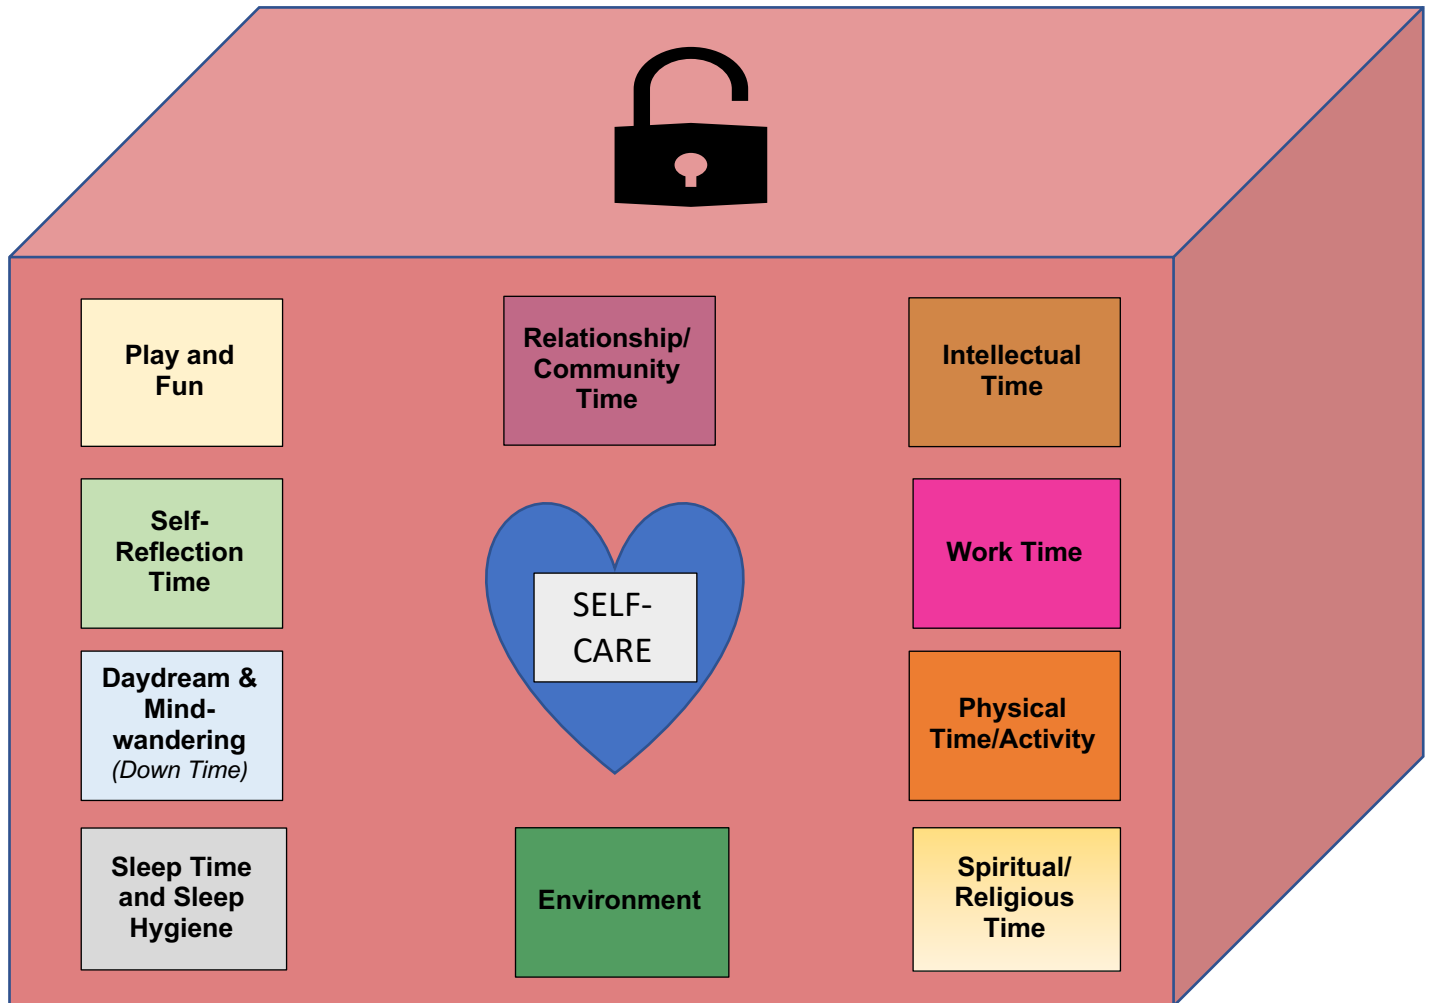 Play and
Fun
Relationship/
Community
Time
Intellectual
Time
Self-
Reflection
Time
SELF-
CARE
Work Time
Daydream &
Mind-
wandering
(Down Time)
Physical
Time/Activity
Sleep Time
and Sleep
Hygiene
Environment
Spiritual/
Religious
Time